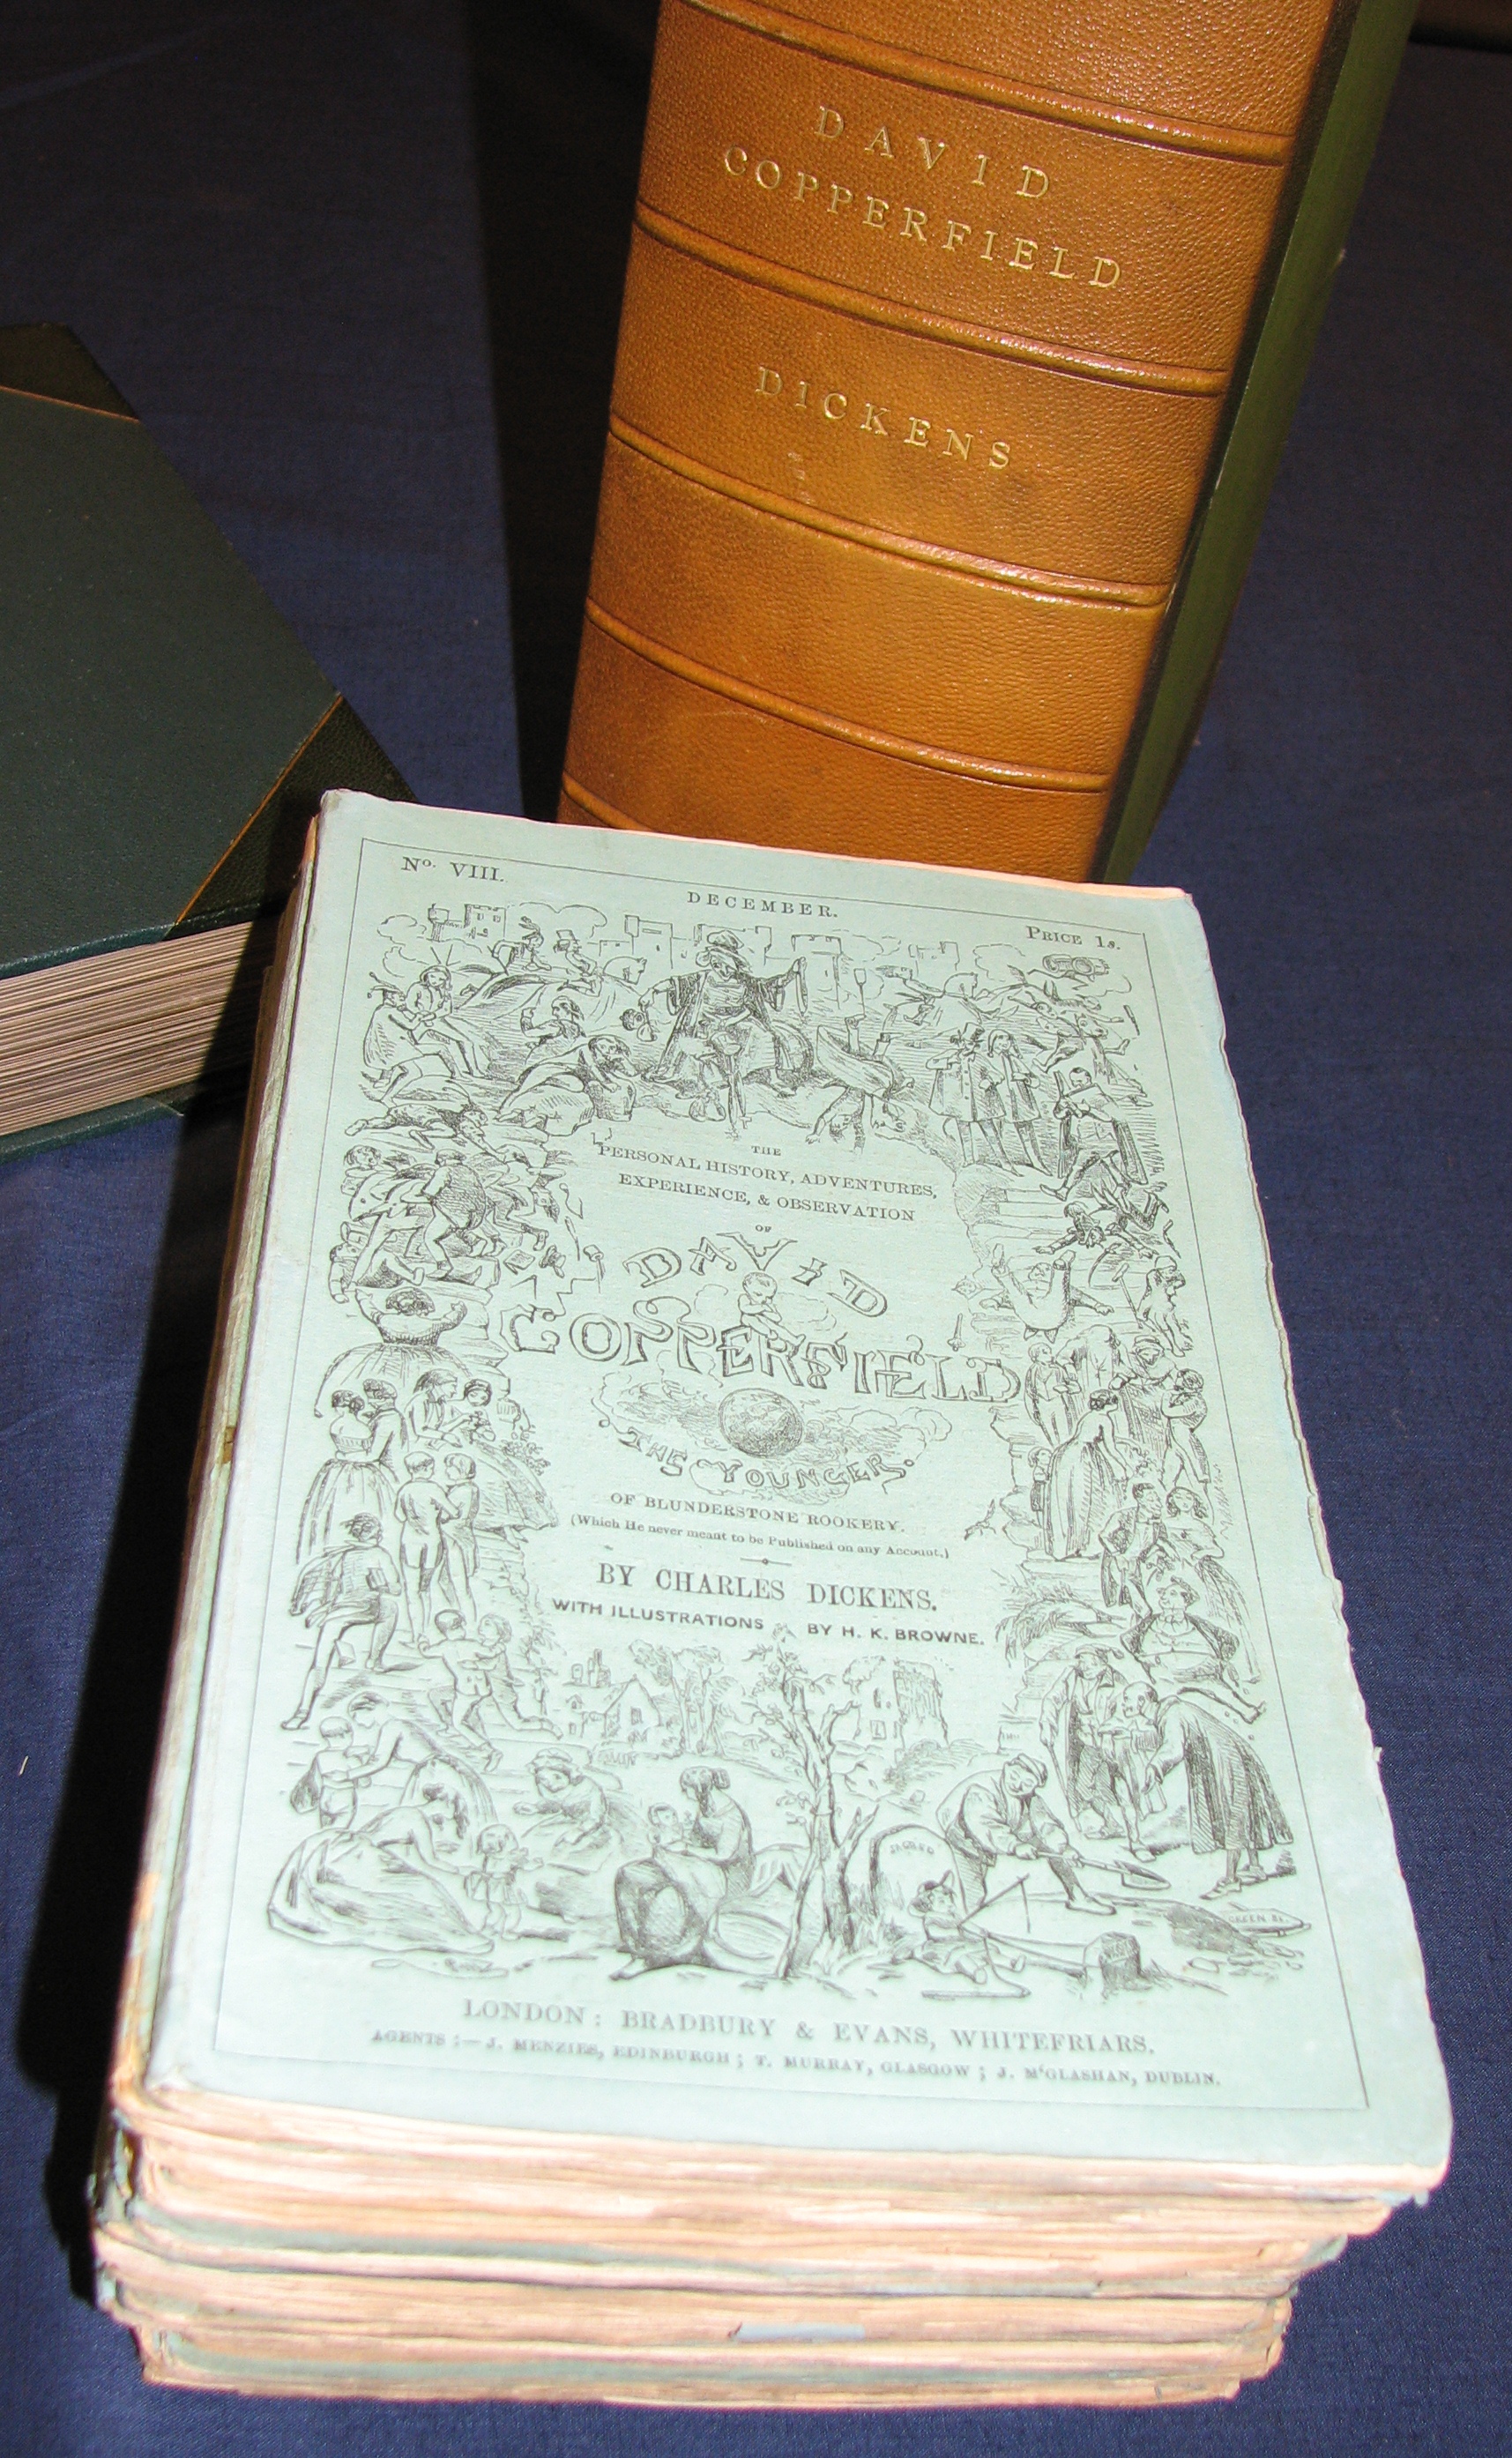 DAVID
COPPERFIELD
DICKENS
No. VIII.
DECEMBER.
PRICE 1s.
THE
PERSONAL HISTORY, ADVENTURES,
EXPERIENCE, & OBSERVATION
OF
DAVID
COPPERFIELD
THE YOUNGER.
OF BLUNDERSTONE ROOKERY.
(Which He never meant to be Published on any Account.)
BY CHARLES DICKENS.
WITH ILLUSTRATIONS BY H. K. BROWNE.
LONDON: BRADBURY & EVANS, WHITEFRIARS.
AGENTS:—J. MENZIES, EDINBURGH; T. MURRAY, GLASGOW; J. M‘GLASHAN, DUBLIN.